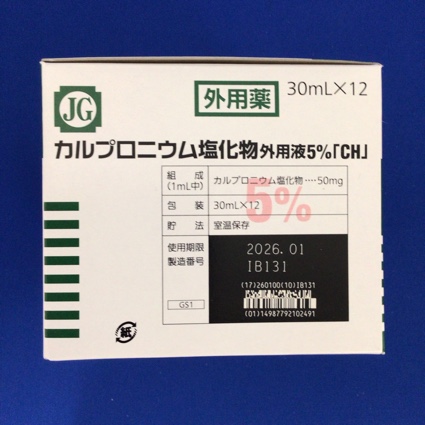 JG
外用薬
30mL×12
カルプロニウム塩化物外用液5%「CH」
組成(1mL中) カルプロニウム塩化物‥‥50mg
包装 30mL×12
5%
貯法 室温保存
使用期限 2026.01
製造番号 IB131
(17)260100(10)IB131
GS1
(01)14987792102491
紙